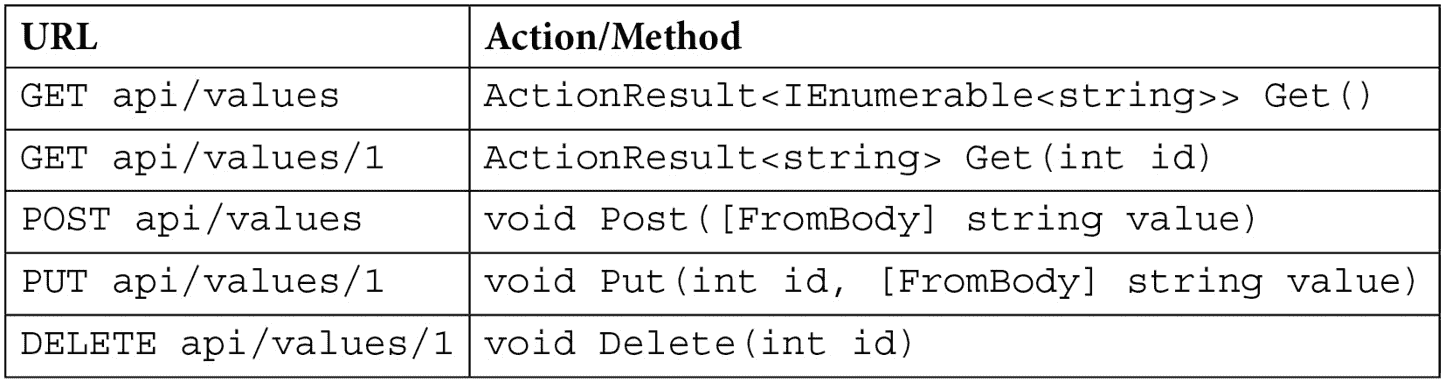 URL Action/Method
GET api/values ActionResult<IEnumerable<string>> Get()
GET api/values/1 ActionResult<string> Get(int id)
POST api/values void Post([FromBody] string value)
PUT api/values/1 void Put(int id, [FromBody] string value)
DELETE api/values/1 void Delete(int id)